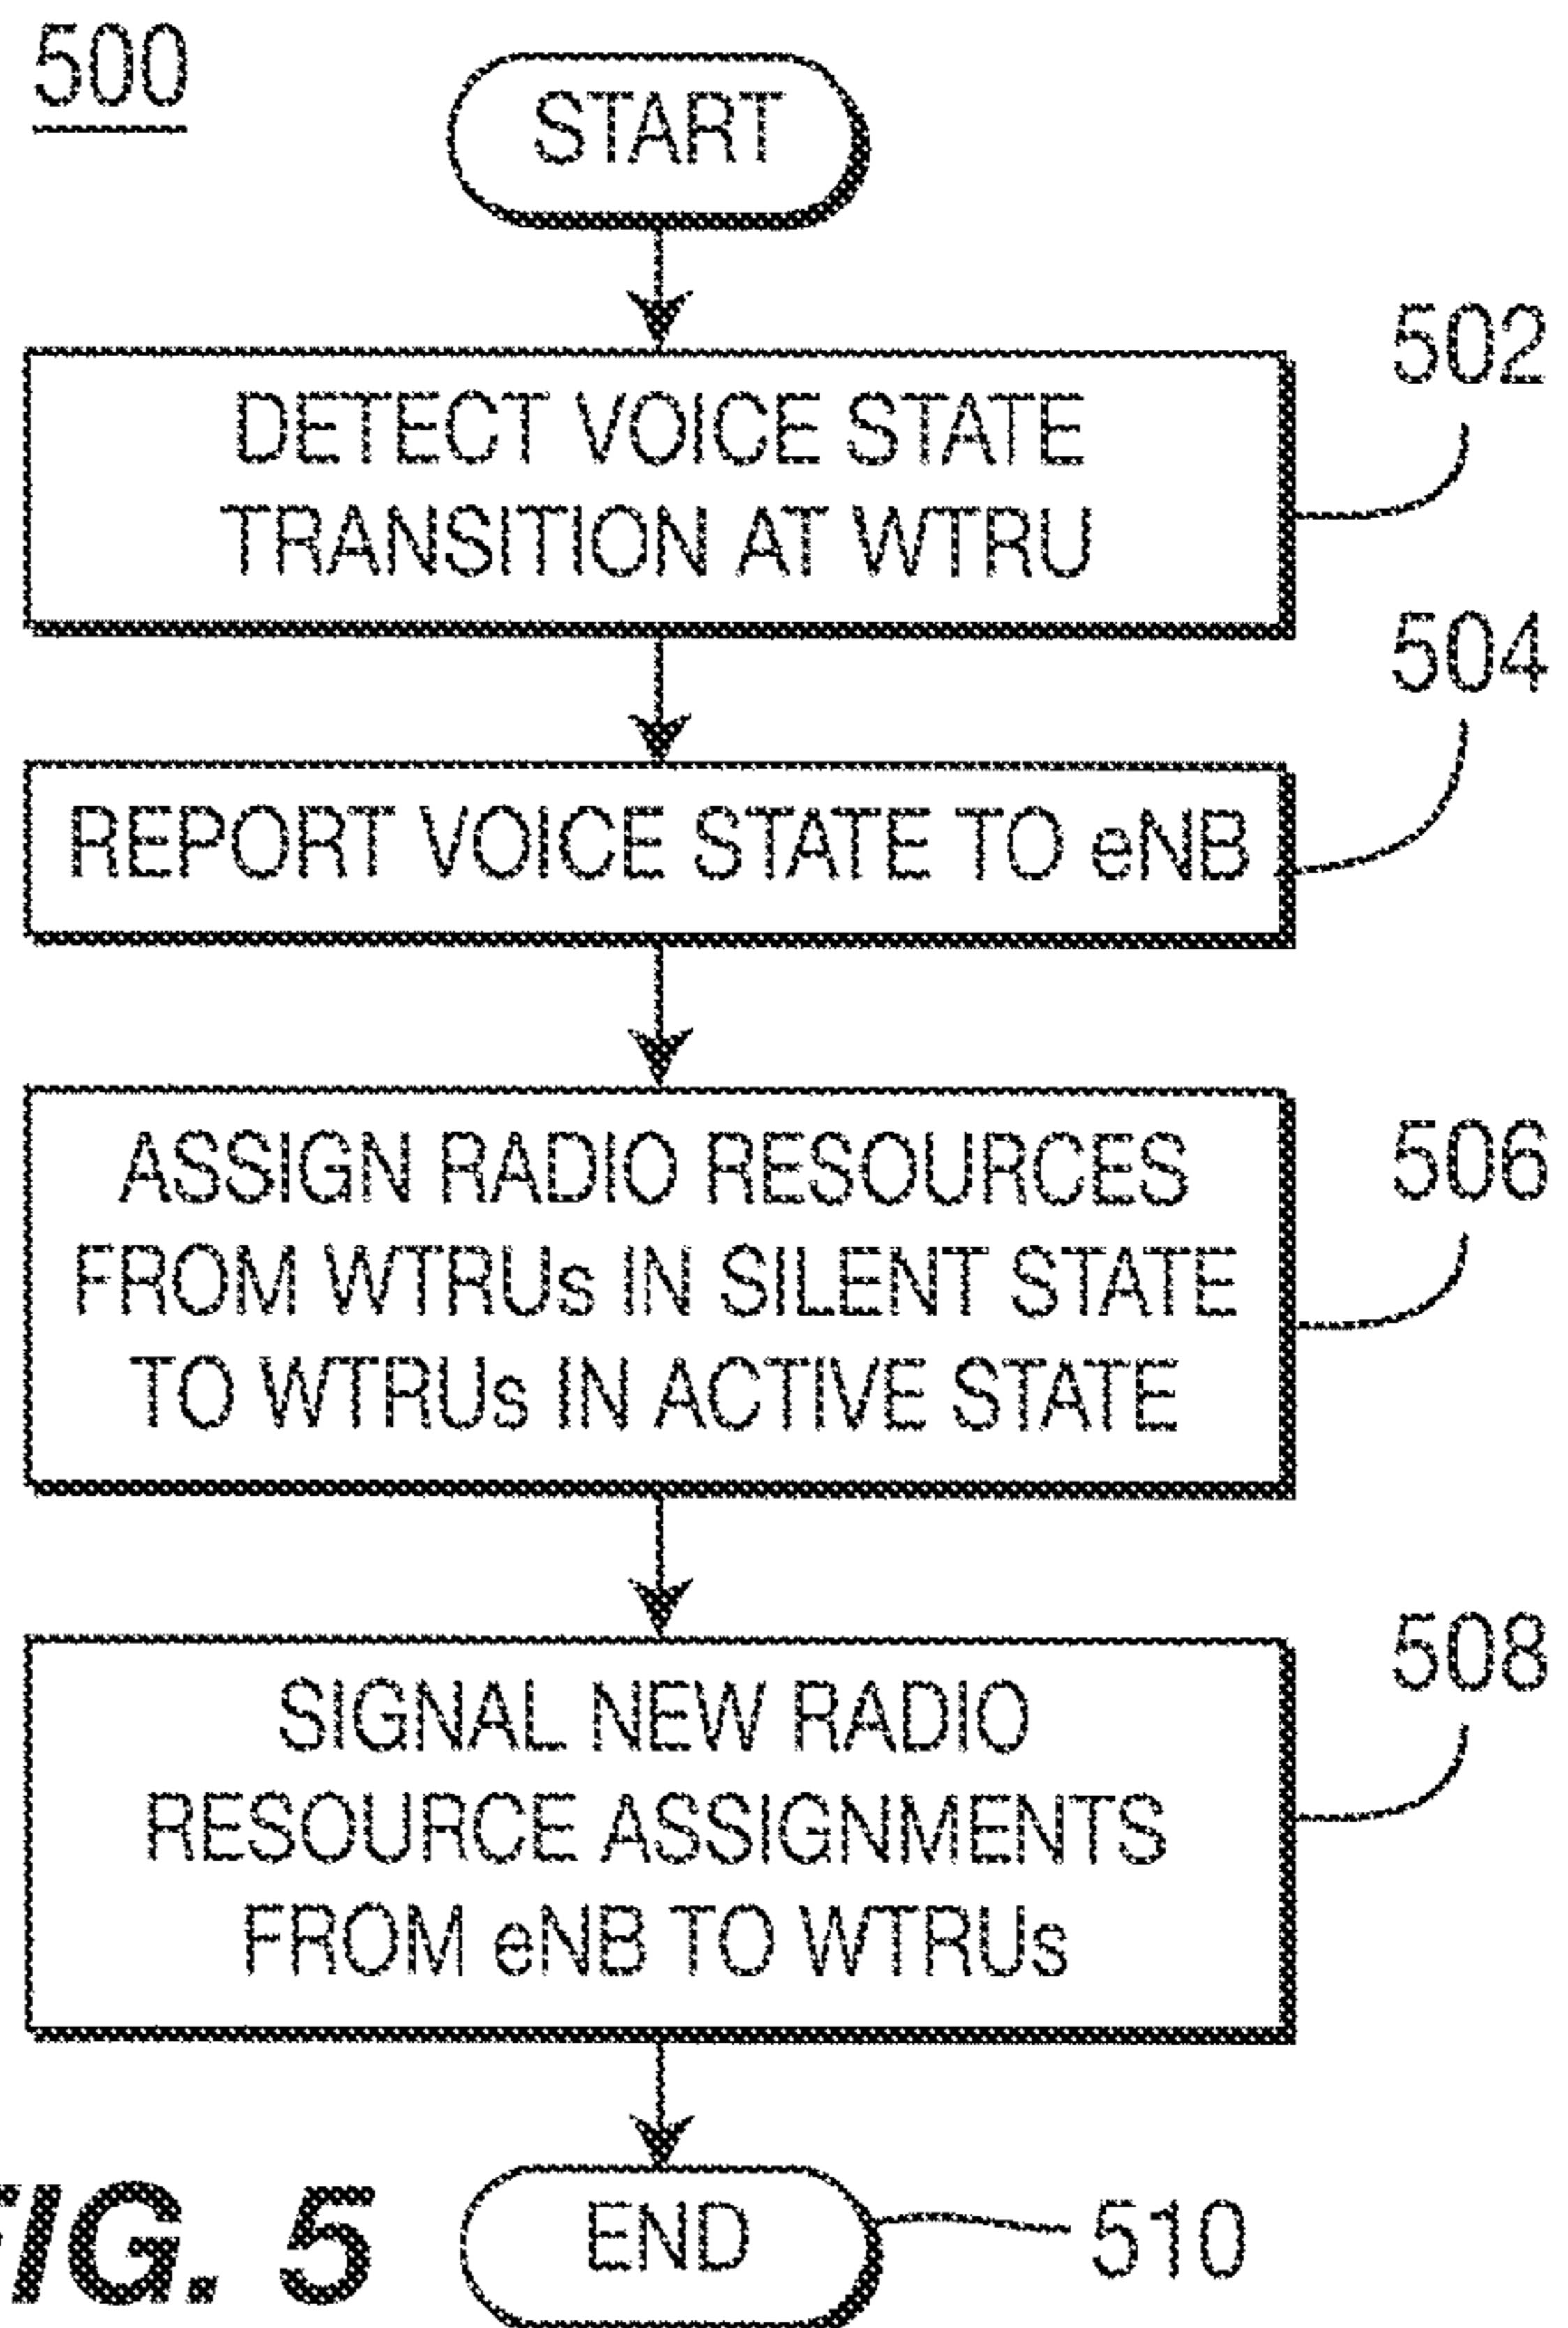 500
START
502
DETECT VOICE STATE
TRANSITION AT WTRU
504
REPORT VOICE STATE TO eNB
506
ASSIGN RADIO RESOURCES
FROM WTRUs IN SILENT STATE
TO WTRUs IN ACTIVE STATE
508
SIGNAL NEW RADIO
RESOURCE ASSIGNMENTS
FROM eNB TO WTRUs
FIG. 5
END
510